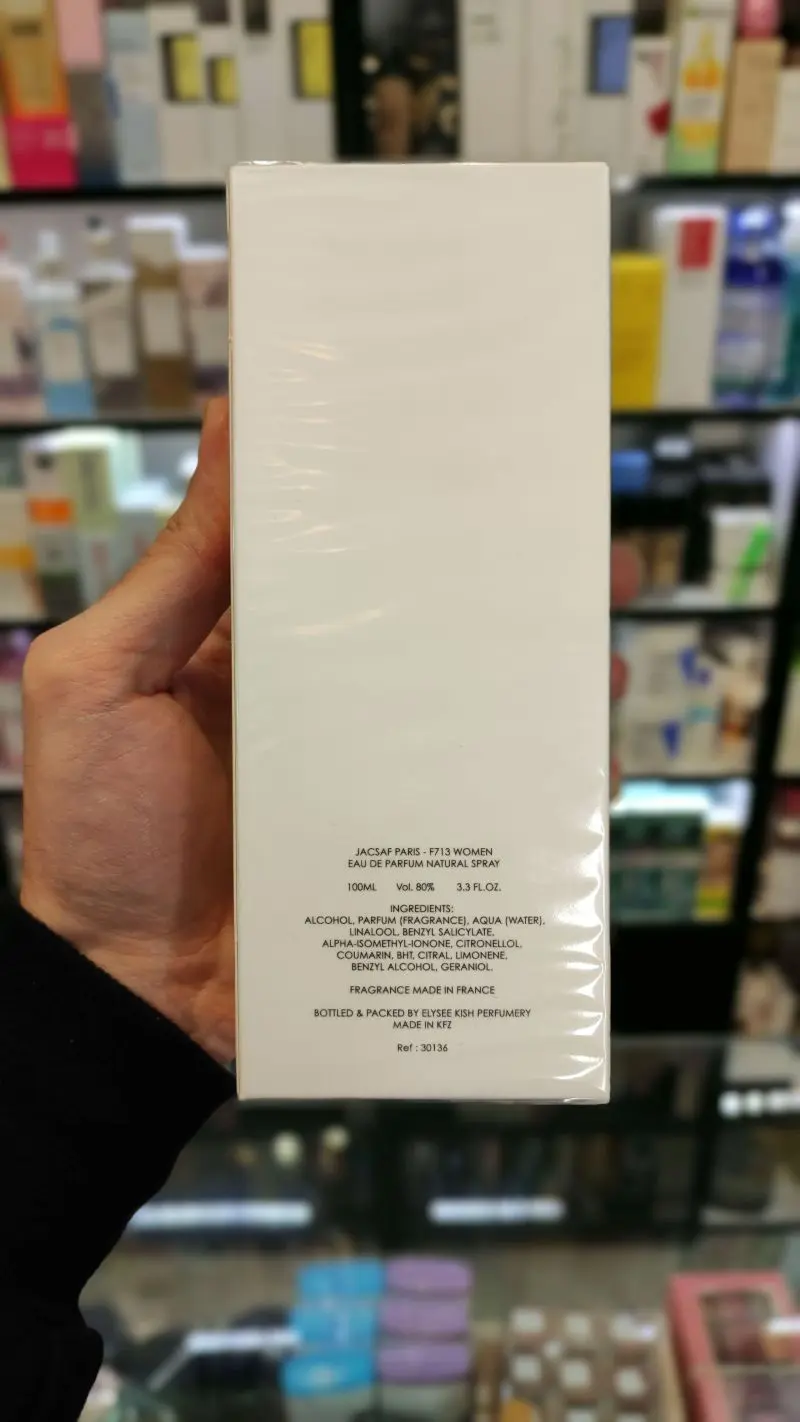 JACSAF PARIS - F713 WOMEN
EAU DE PARFUM NATURAL SPRAY
100ML Vol. 80% 3.3 FL.OZ.
INGREDIENTS:
ALCOHOL, PARFUM (FRAGRANCE), AQUA (WATER),
LINALOOL, BENZYL SALICYLATE,
ALPHA-ISOMETHYL-IONONE, CITRONELLOL,
COUMARIN, BHT, CITRAL, LIMONENE,
BENZYL ALCOHOL, GERANIOL.
FRAGRANCE MADE IN FRANCE
BOTTLED & PACKED BY ELYSEE KISH PERFUMERY
MADE IN KFZ
Ref : 30136